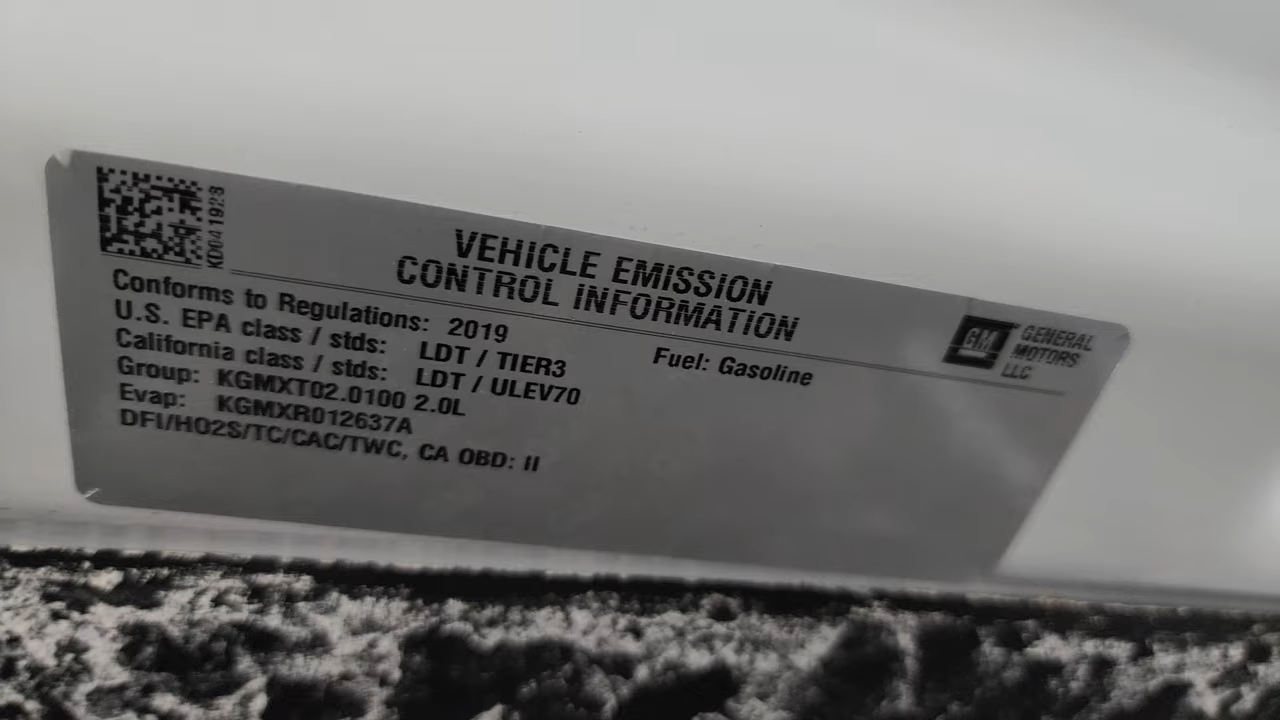 KD041928
VEHICLE EMISSION
CONTROL INFORMATION
GM GENERAL
MOTORS
LLC
Conforms to Regulations: 2019
Fuel: Gasoline
U.S. EPA class / stds: LDT / TIER3
California class / stds: LDT / ULEV70
Group: KGMXT02.0100 2.0L
Evap: KGMXR012637A
DFI/HO2S/TC/CAC/TWC, CA OBD: II